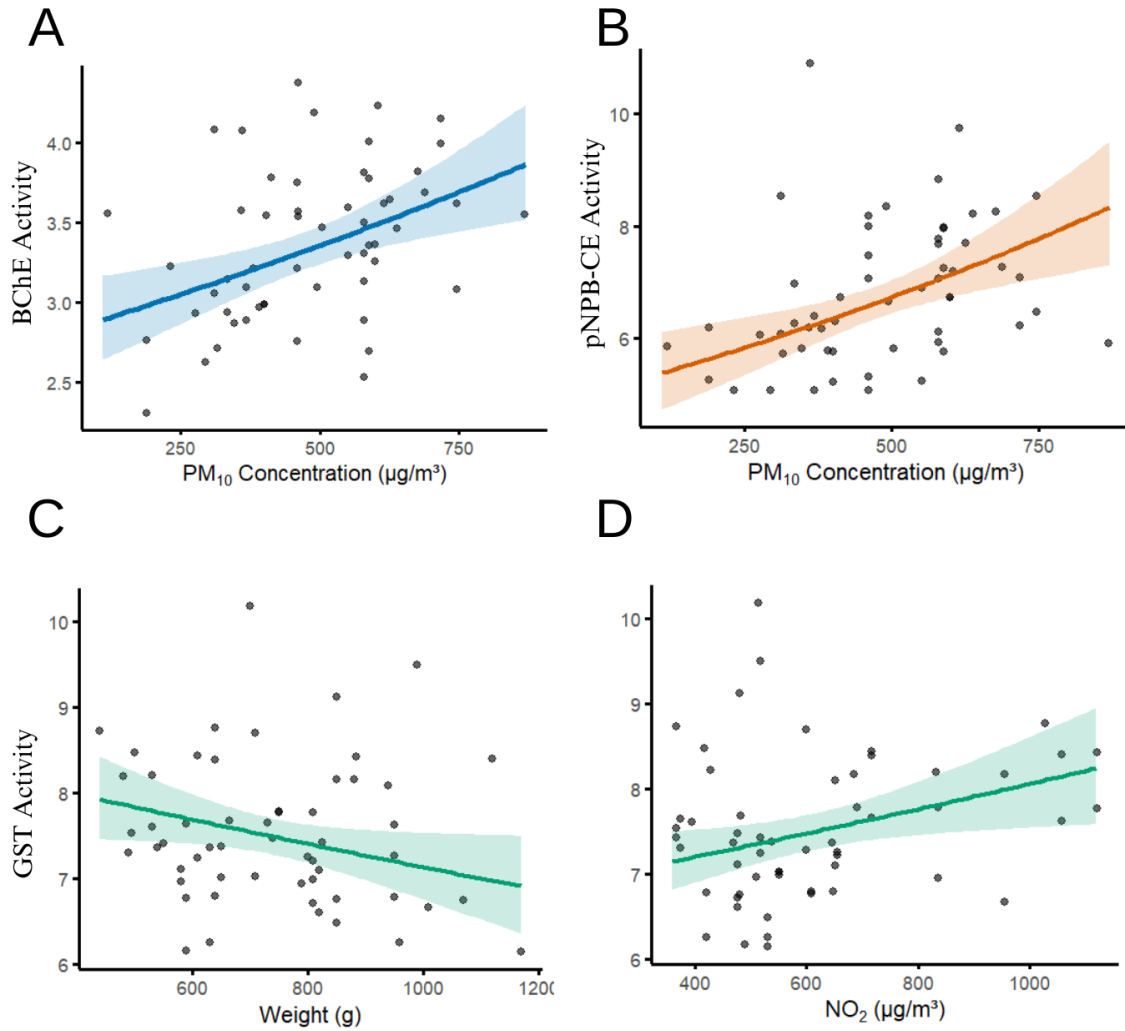 A
BChE Activity
4.0
3.5
3.0
2.5
250
500
750
PM₁₀ Concentration (µg/m³)
B
pNPB-CE Activity
10
8
6
250
500
750
PM₁₀ Concentration (µg/m³)
C
GST Activity
10
9
8
7
6
600
800
1000
1200
Weight (g)
D
10
9
8
7
6
400
600
800
1000
NO₂ (µg/m³)